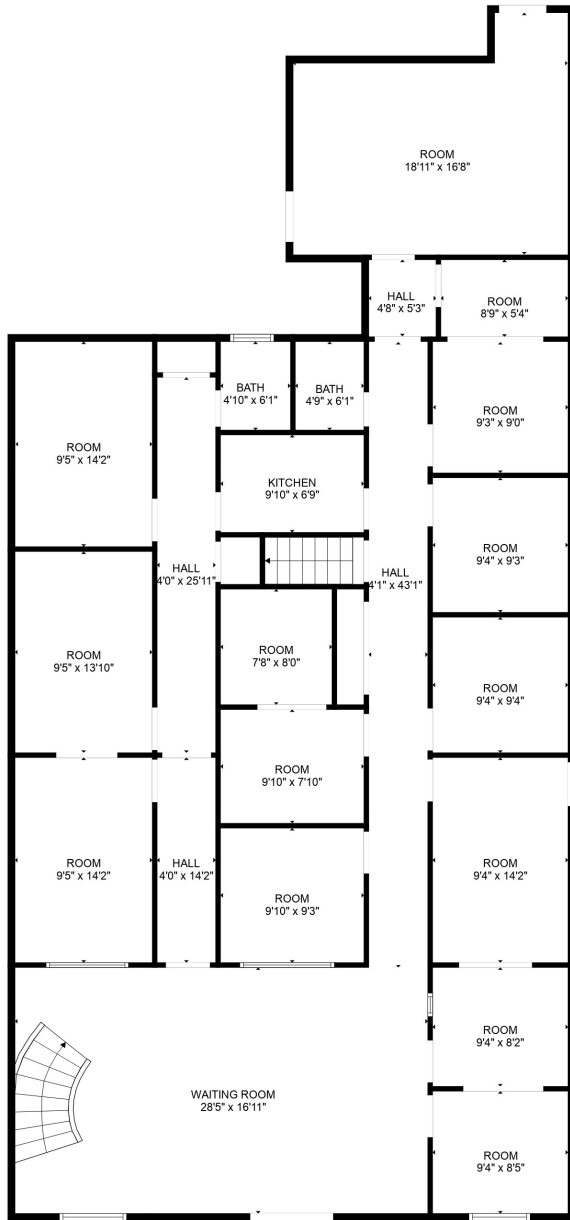 ROOM
18'11" x 16'8"
HALL
4'8" x 5'3"
ROOM
8'9" x 5'4"
BATH
4'10" x 6'1"
BATH
4'9" x 6'1"
ROOM
9'3" x 9'0"
ROOM
9'5" x 14'2"
KITCHEN
9'10" x 6'9"
ROOM
9'4" x 9'3"
HALL
4'0" x 25'11"
HALL
4'1" x 43'1"
ROOM
9'5" x 13'10"
ROOM
7'8" x 8'0"
ROOM
9'4" x 9'4"
ROOM
9'10" x 7'10"
ROOM
9'5" x 14'2"
HALL
4'0" x 14'2"
ROOM
9'10" x 9'3"
ROOM
9'4" x 14'2"
ROOM
9'4" x 8'2"
WAITING ROOM
28'5" x 16'11"
ROOM
9'4" x 8'5"